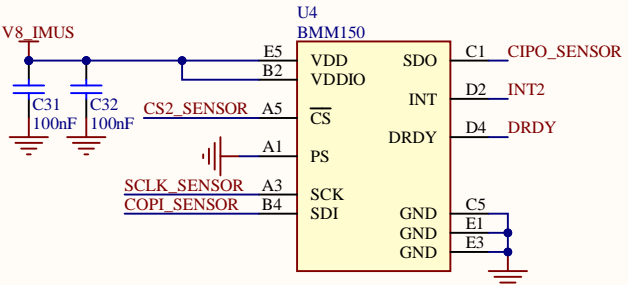 U4
BMM150
V8_IMUS
E5 VDD SDO C1 CIPO_SENSOR
B2 VDDIO
C31 100nF C32 100nF
INT D2 INT2
CS2_SENSOR A5 CS
DRDY D4 DRDY
A1 PS
SCLK_SENSOR A3 SCK
COPI_SENSOR B4 SDI GND C5
GND E1
GND E3